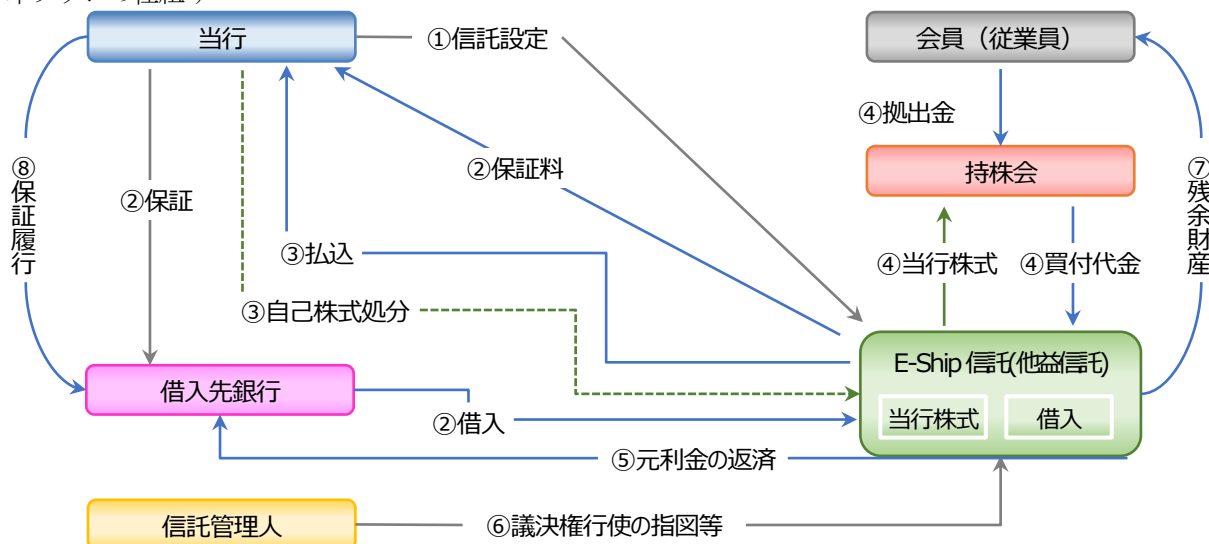 当行
①信託設定
会員（従業員）
④拠出金
②保証料
持株会
⑧保証履行
②保証
⑦残余財産
③払込
④当行株式
④買付代金
③自己株式処分
E-Ship 信託(他益信託)
借入先銀行
当行株式
借入
②借入
⑤元利金の返済
信託管理人
⑥議決権行使の指図等